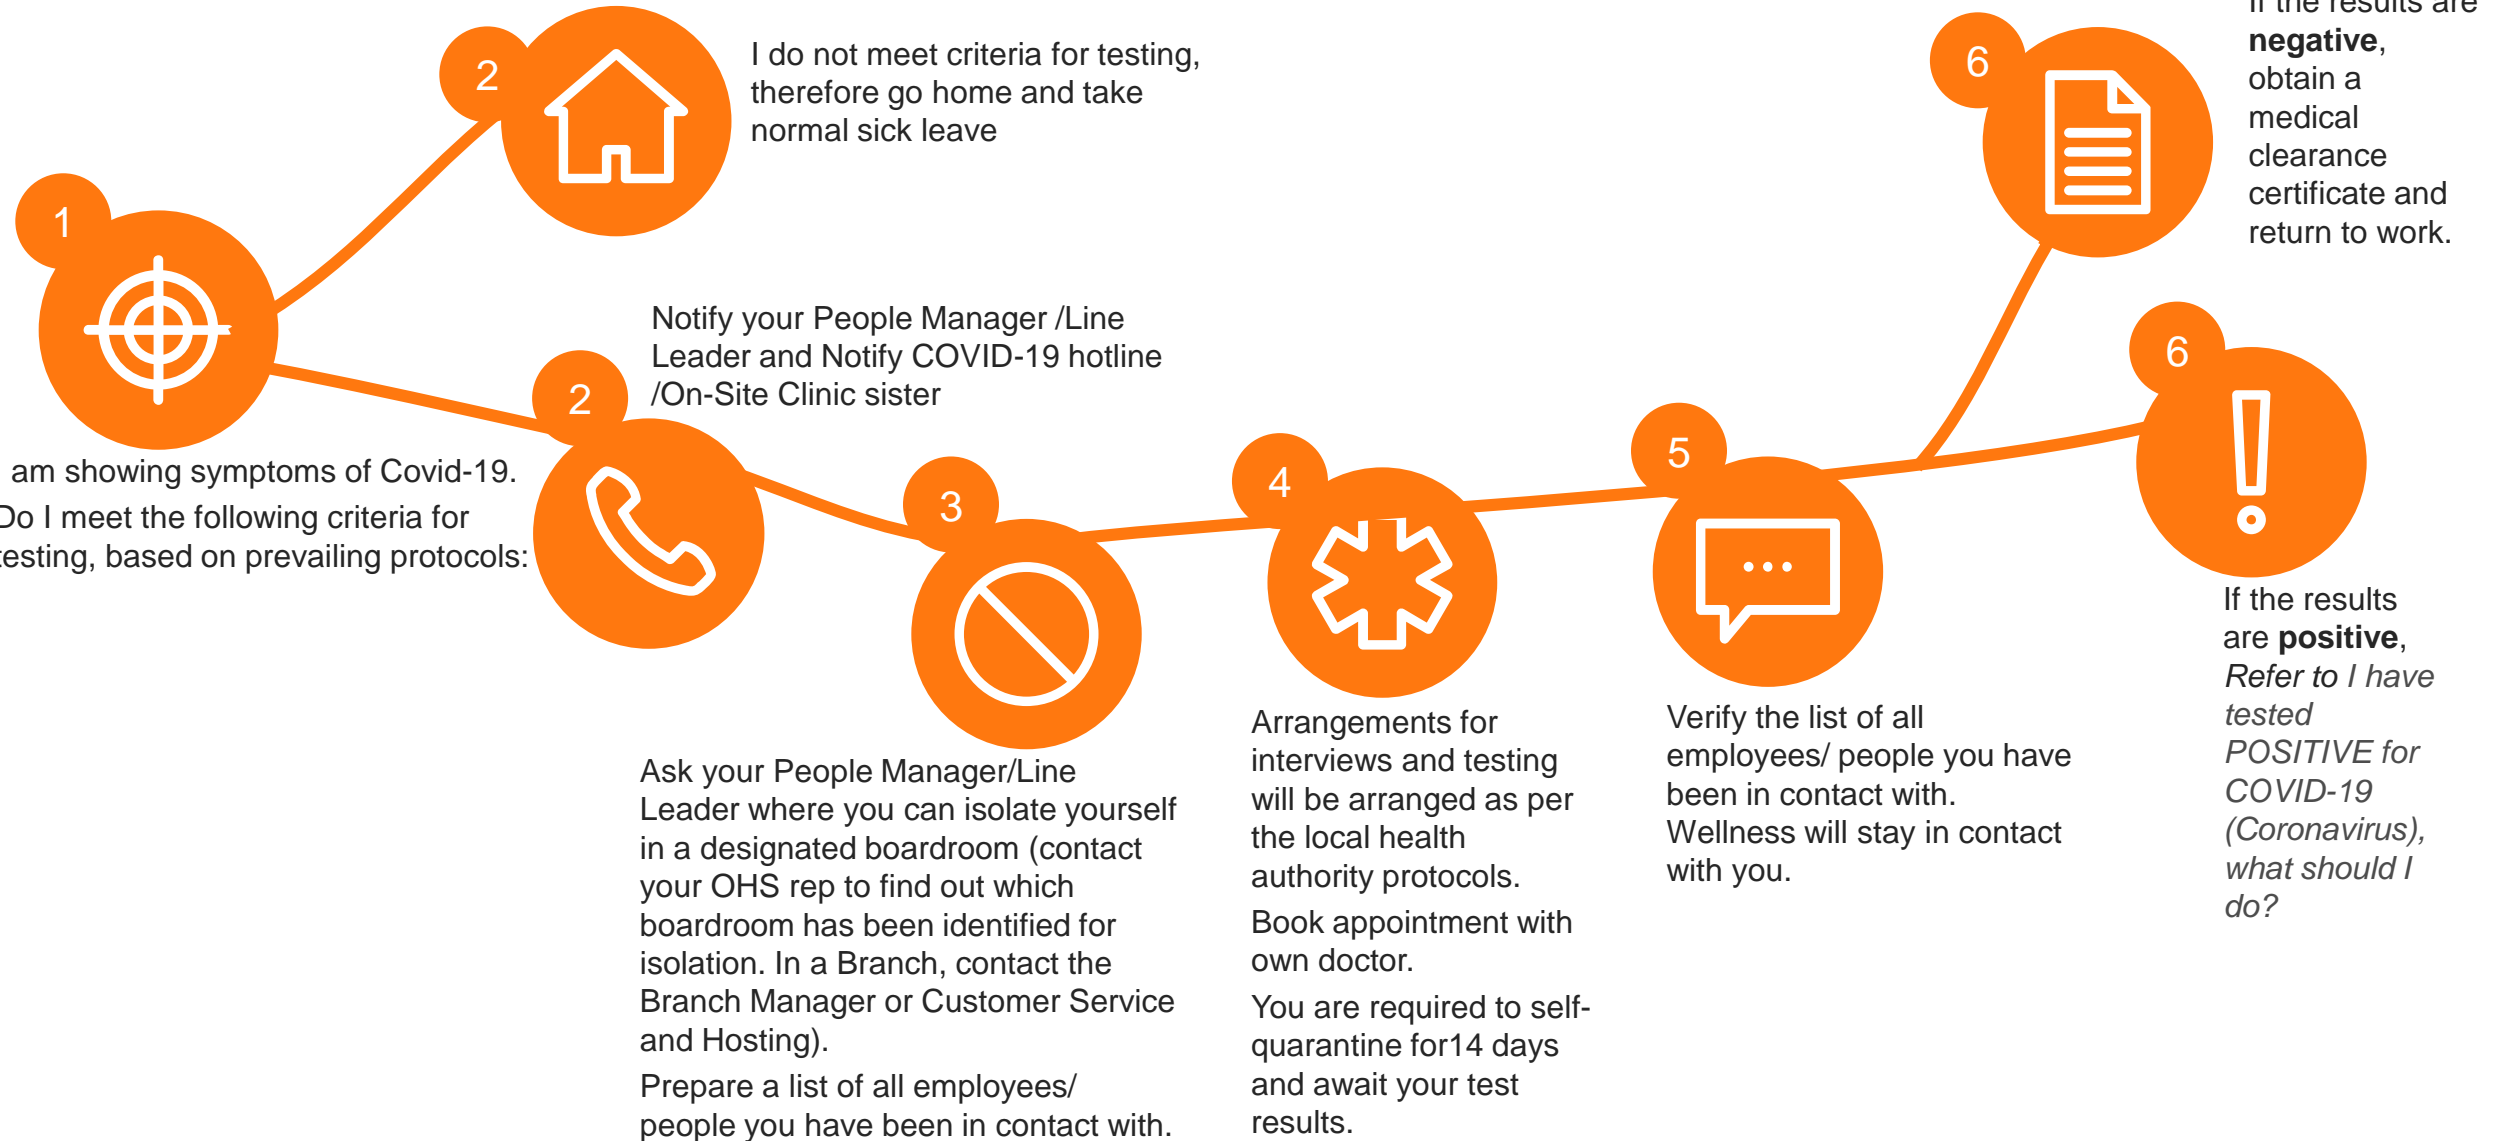 1
am showing symptoms of Covid-19.
Do I meet the following criteria for
testing, based on prevailing protocols:
2
I do not meet criteria for testing,
therefore go home and take
normal sick leave
2
Notify your People Manager /Line
Leader and Notify COVID-19 hotline
/On-Site Clinic sister
3
Ask your People Manager/Line
Leader where you can isolate yourself
in a designated boardroom (contact
your OHS rep to find out which
boardroom has been identified for
isolation. In a Branch, contact the
Branch Manager or Customer Service
and Hosting).
Prepare a list of all employees/
people you have been in contact with.
4
Arrangements for
interviews and testing
will be arranged as per
the local health
authority protocols.
Book appointment with
own doctor.
You are required to self-
quarantine for14 days
and await your test
results.
5
Verify the list of all
employees/ people you have
been in contact with.
Wellness will stay in contact
with you.
6
If the results are
negative,
obtain a
medical
clearance
certificate and
return to work.
6
If the results
are positive,
Refer to I have
tested
POSITIVE for
COVID-19
(Coronavirus),
what should I
do?